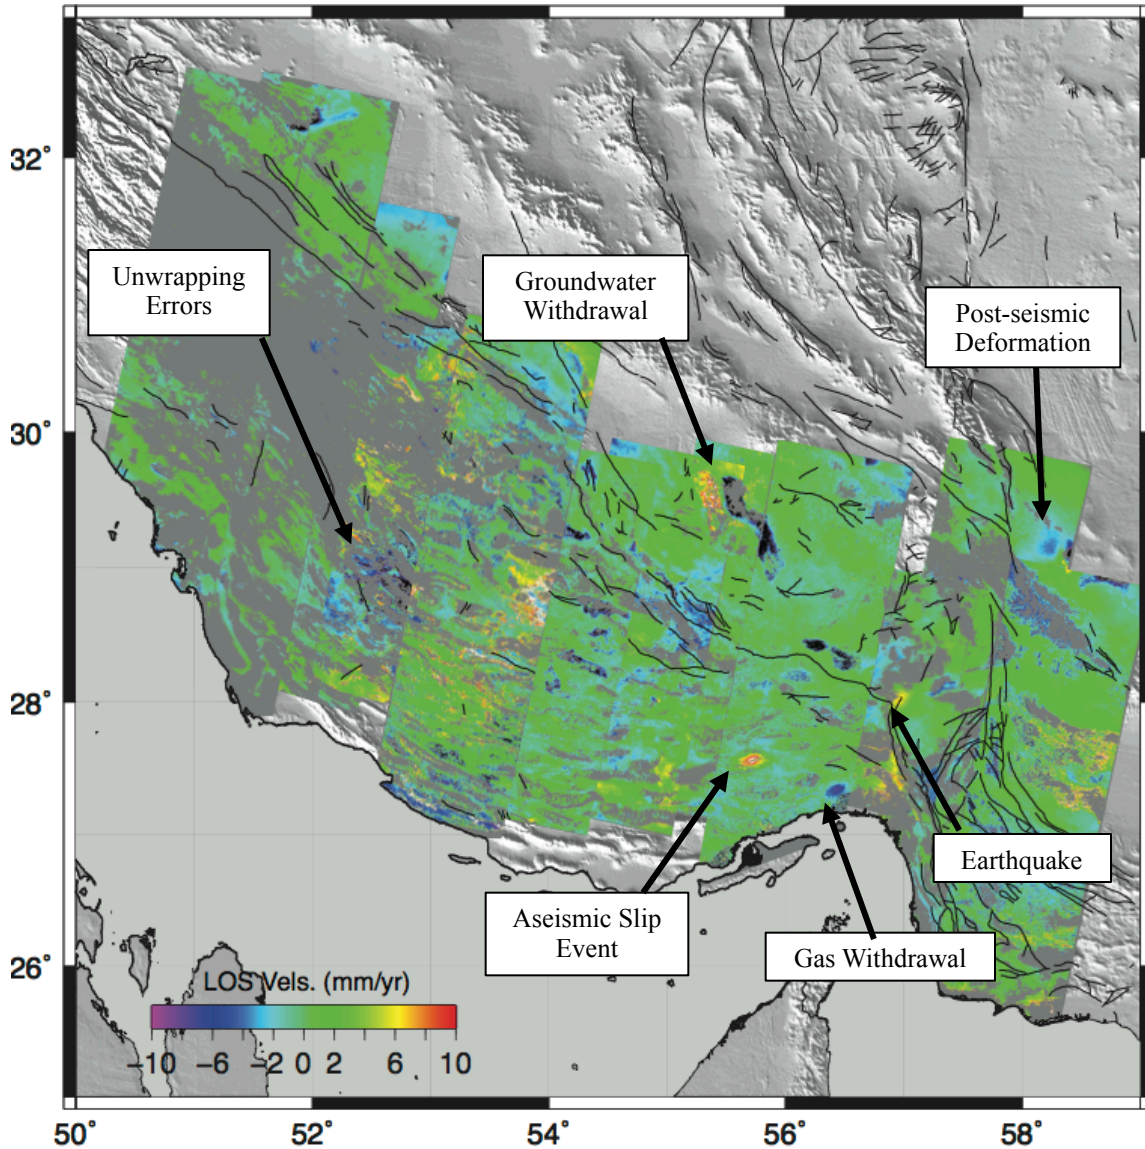 32°
30°
28°
26°
50°
52°
54°
56°
58°
Unwrapping
Errors
Groundwater
Withdrawal
Post-seismic
Deformation
Aseismic Slip
Event
Gas Withdrawal
Earthquake
LOS Vels. (mm/yr)
−10 −6 −2 0 2 6 10